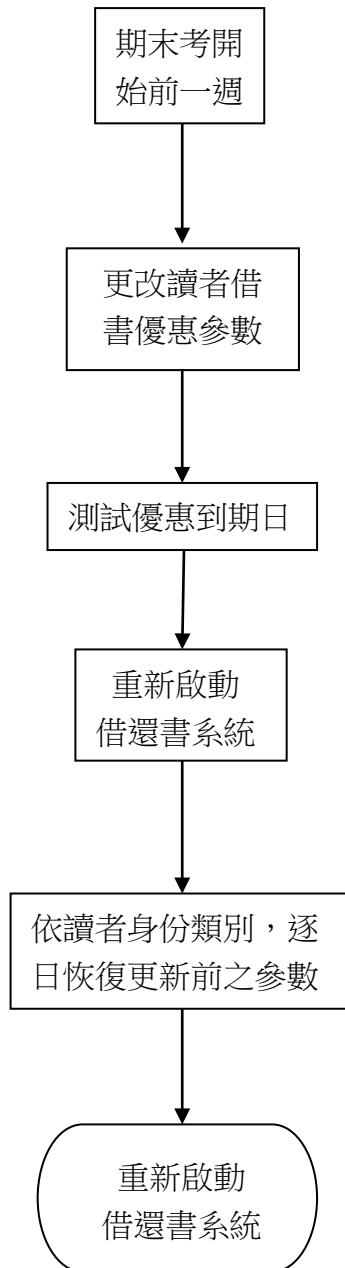 期末考開
始前一週
更改讀者借
書優惠參數
測試優惠到期日
重新啟動
借還書系統
依讀者身份類別，逐
日恢復更新前之參數
重新啟動
借還書系統